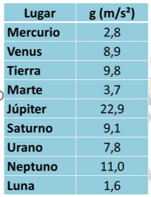 Lugar g (m/s²)
Mercurio 2,8
Venus 8,9
Tierra 9,8
Marte 3,7
Júpiter 22,9
Saturno 9,1
Urano 7,8
Neptuno 11,0
Luna 1,6